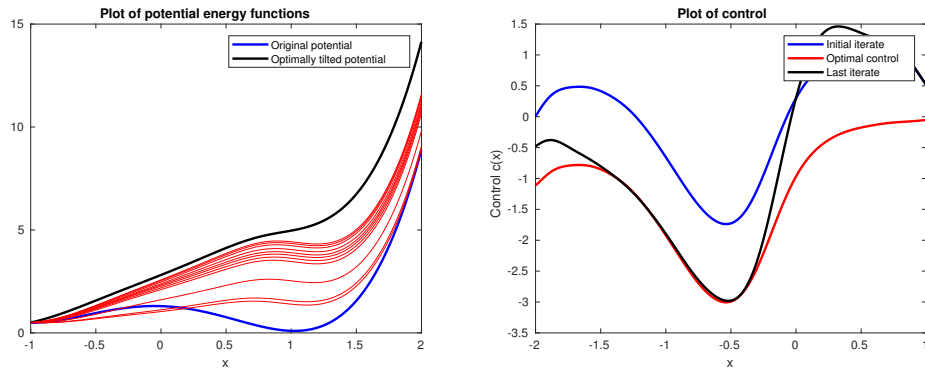 Plot of potential energy functions
15
10
5
0
-1
-0.5
0
0.5
1
1.5
2
x
Original potential
Optimally tilted potential
Plot of control
1.5
1
0.5
0
-0.5
-1
-1.5
-2
-2.5
-3
-3.5
Control c(x)
-2
-1.5
-1
-0.5
0
0.5
1
x
Initial iterate
Optimal control
Last iterate